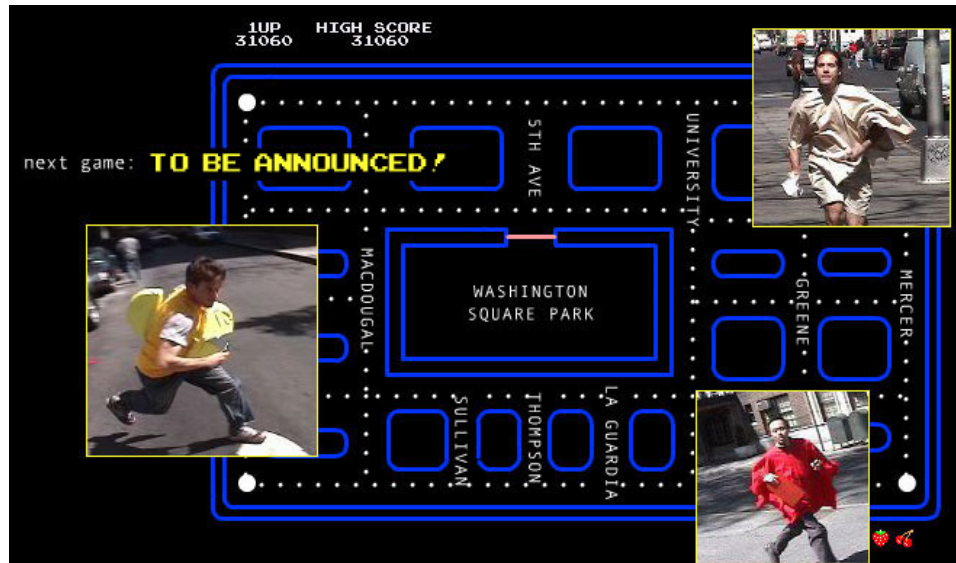 1UP HIGH SCORE
31060 31060
5TH AVE
UNIVERSITY
next game: TO BE ANNOUNCED!
MACDOUGAL
WASHINGTON
SQUARE PARK
GREENE
MERCER
SULLIVAN
THOMPSON
LA GUARDIA